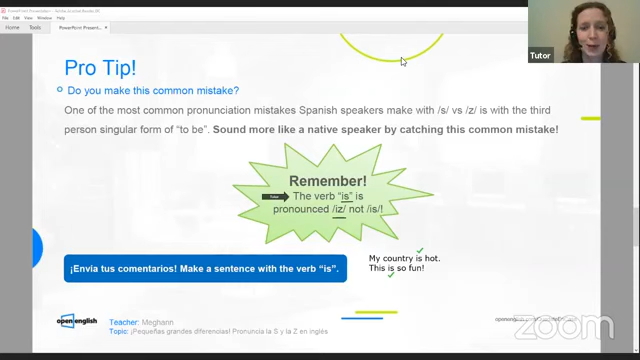 Home
Tools
PowerPoint Present...
File Edit View Window Help
Tutor
Pro Tip!
Do you make this common mistake?
One of the most common pronunciation mistakes Spanish speakers make with /s/ vs /z/ is with the third
person singular form of “to be”. Sound more like a native speaker by catching this common mistake!
Remember!
The verb “is” is
pronounced /iz/ not /is/!
¡Envía tus comentarios! Make a sentence with the verb “is”.
My country is hot.
This is so fun!
openenglish
Teacher: Meghann
Topic: ¡Pequeñas grandes diferencias! Pronuncia la S y la Z en inglés
zoom